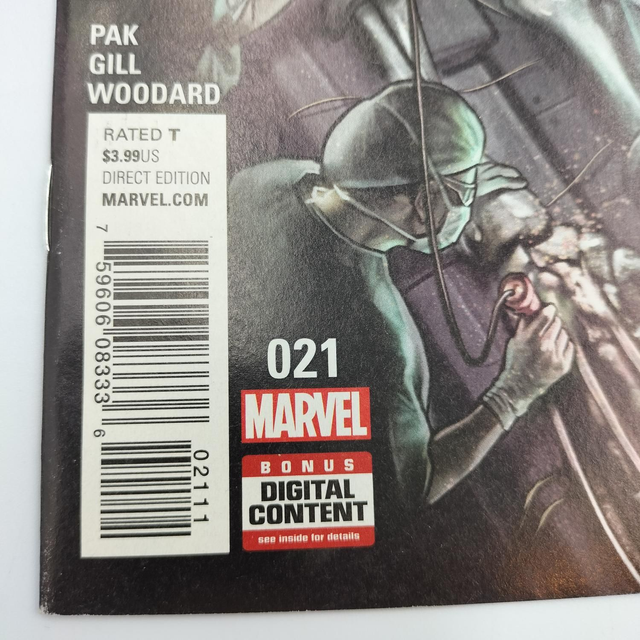 PAK
GILL
WOODARD
RATED T
$3.99US
DIRECT EDITION
MARVEL.COM
7 59606 08333 6
02111
021
MARVEL
BONUS
DIGITAL
CONTENT
see inside for details